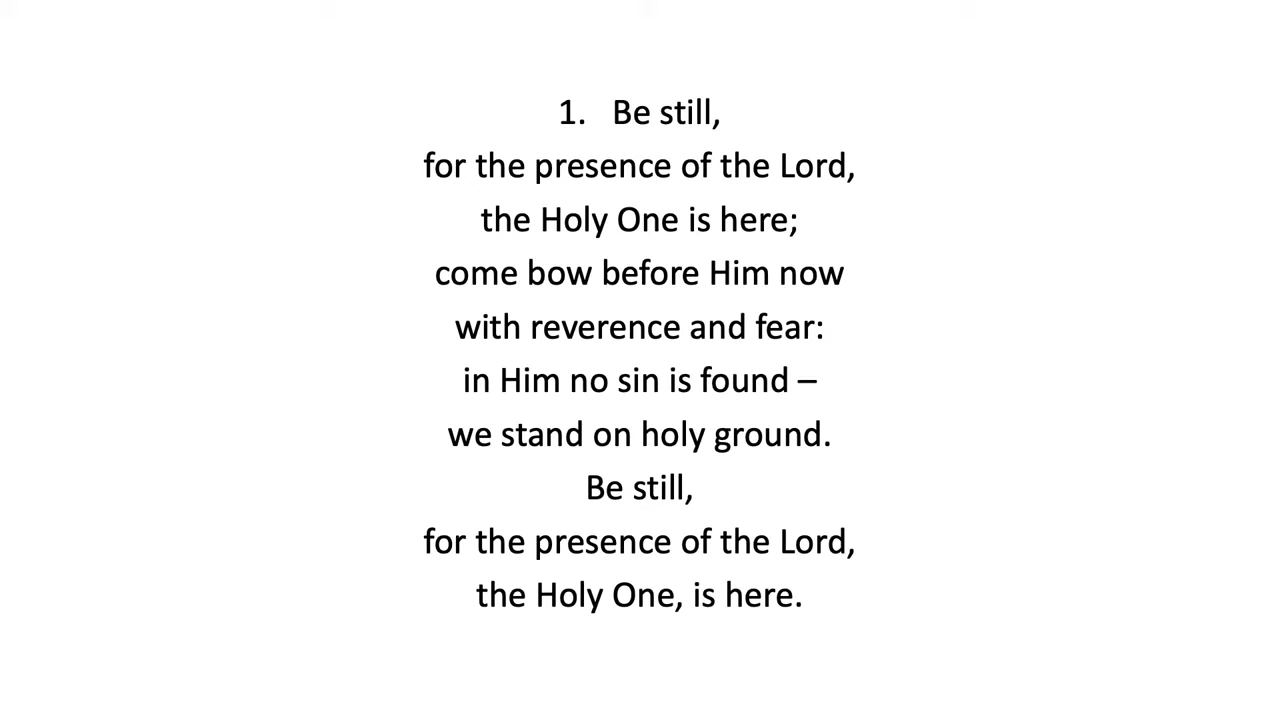 1. Be still,
for the presence of the Lord,
the Holy One is here;
come bow before Him now
with reverence and fear:
in Him no sin is found –
we stand on holy ground.
Be still,
for the presence of the Lord,
the Holy One, is here.